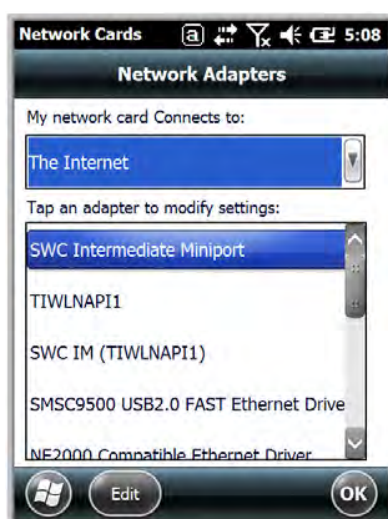 Network Cards a 5:08
Network Adapters
My network card Connects to:
The Internet
Tap an adapter to modify settings:
SWC Intermediate Miniport
TIWLNAPI1
SWC IM (TIWLNAPI1)
SMSC9500 USB2.0 FAST Ethernet Drive
NE2000 Compatible Ethernet Driver
Edit OK